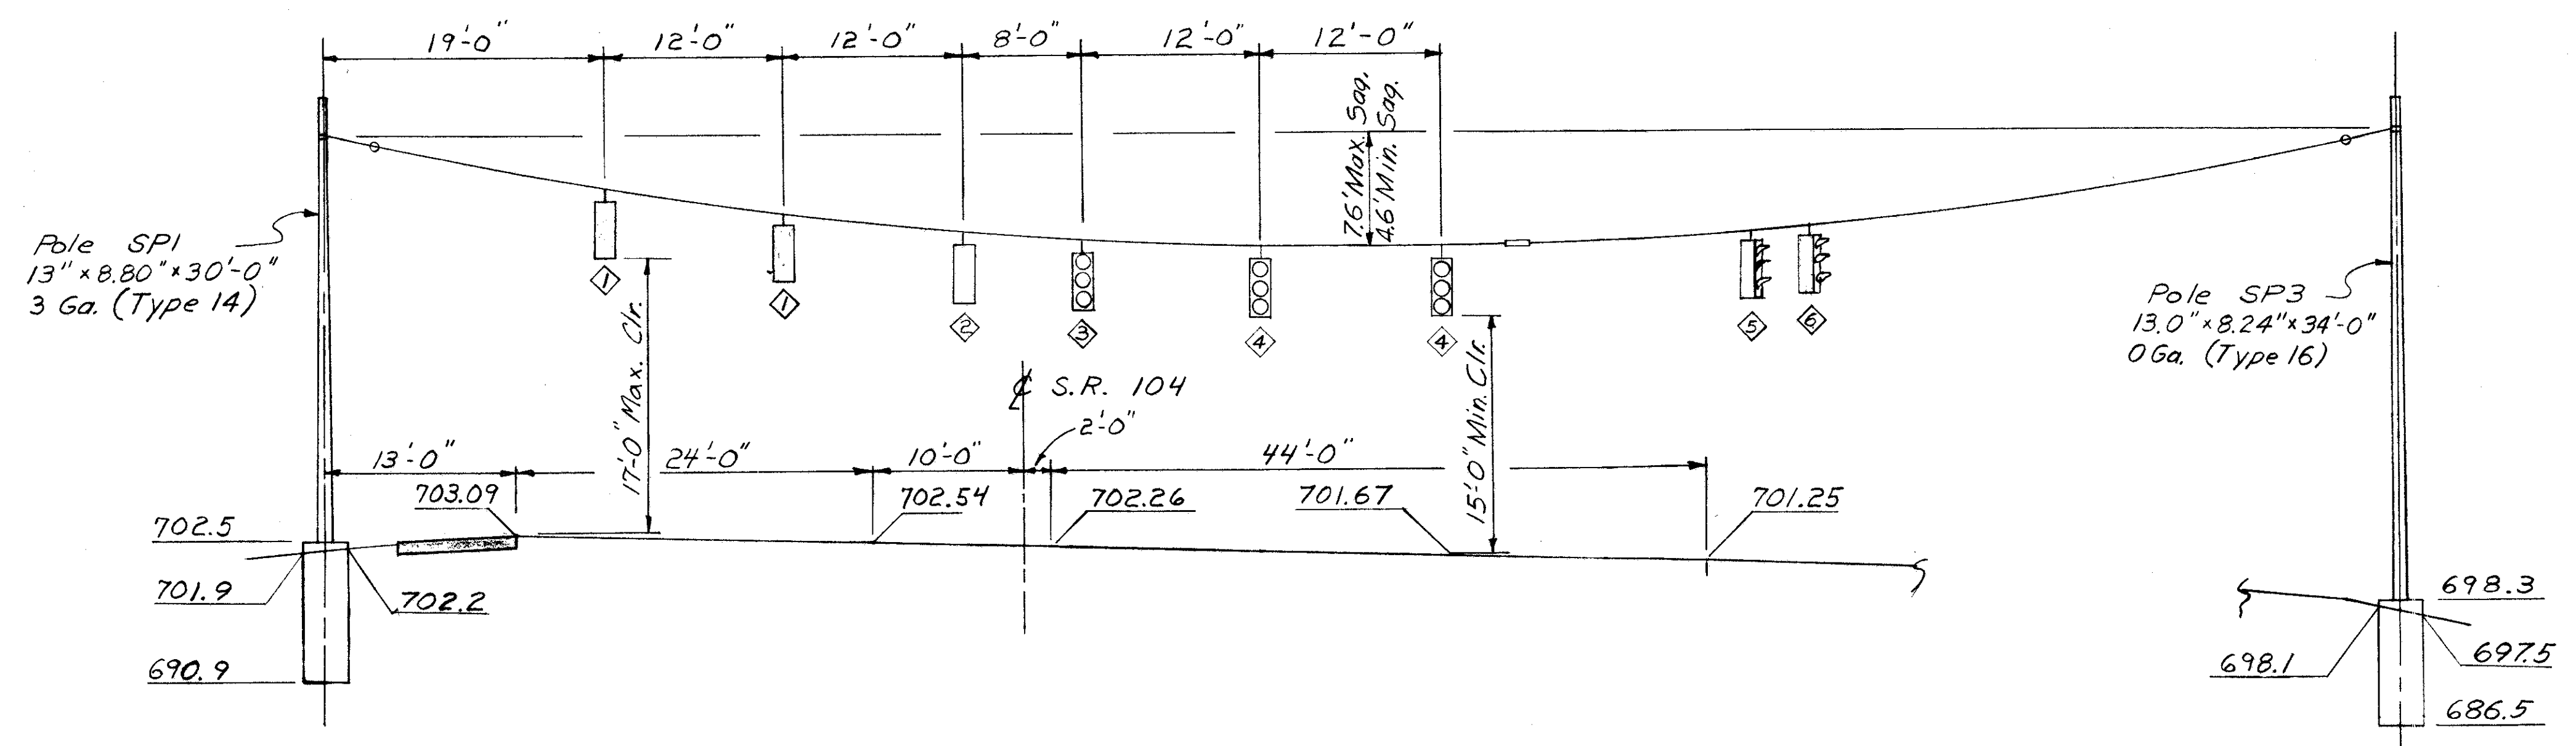 19'-0"
12'-0"
12'-0"
8'-0"
12'-0"
12'-0"
7.6' Max. Sag.
4.6' Min. Sag.
Pole SP1
13" x 8.80" x 30'-0"
3 Ga. (Type 14)
1
1
2
3
4
4
5
6
Pole SP3
13.0" x 8.24" x 34'-0"
0 Ga. (Type 16)
17'-0" Max. Clr.
15'-0" Min. Clr.
℄ S.R. 104
2'-0"
13'-0"
24'-0"
10'-0"
44'-0"
703.09
702.54
702.26
701.67
701.25
702.5
701.9
702.2
690.9
698.3
698.1
697.5
686.5